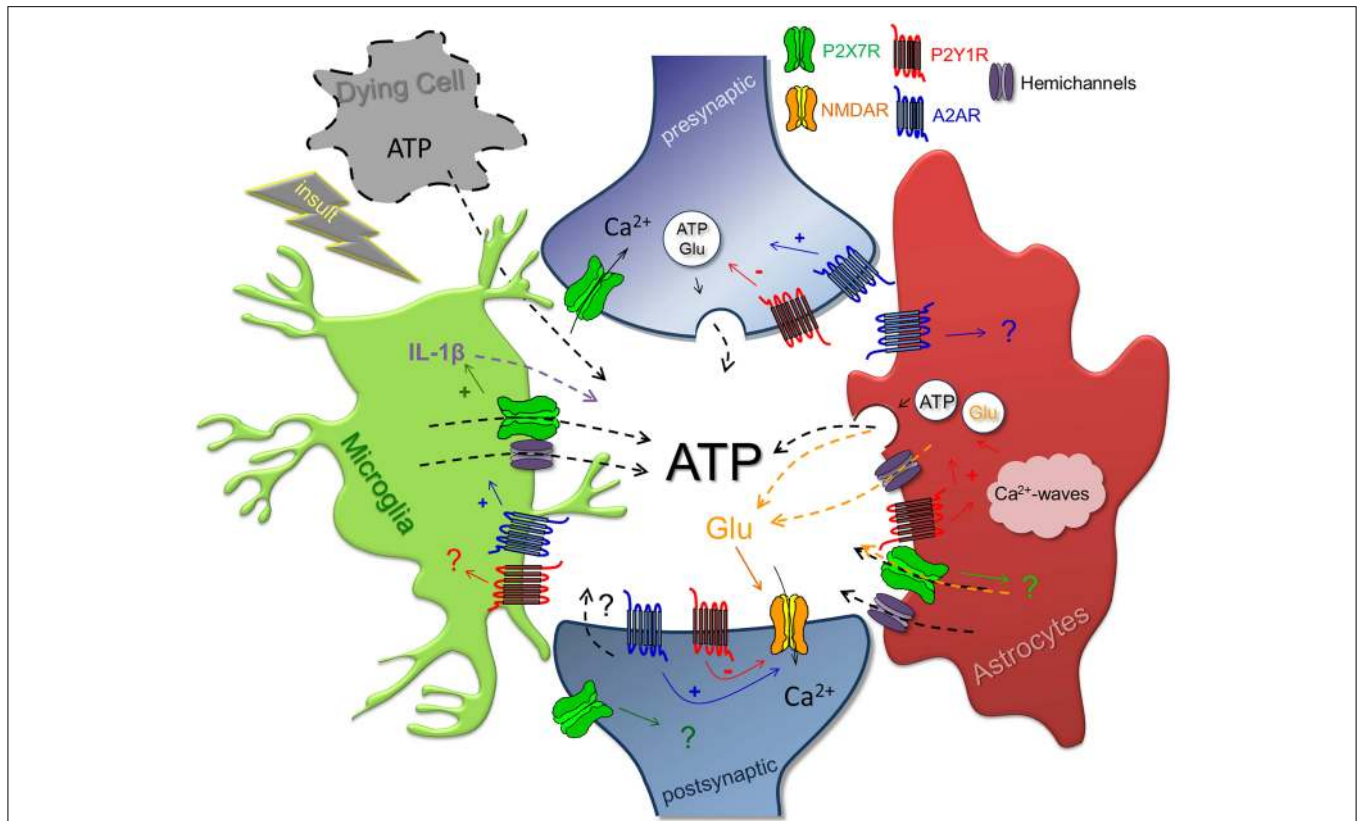 P2X7R
P2Y1R
NMDAR
A2AR
Hemichannels
Dying Cell
ATP
insult
presynaptic
Ca²⁺
ATP
Glu
+
-
?
IL-1β
+
Microglia
+
?
ATP
Glu
ATP
Glu
+
Ca²⁺-waves
?
Astrocytes
?
-
+
Ca²⁺
?
postsynaptic